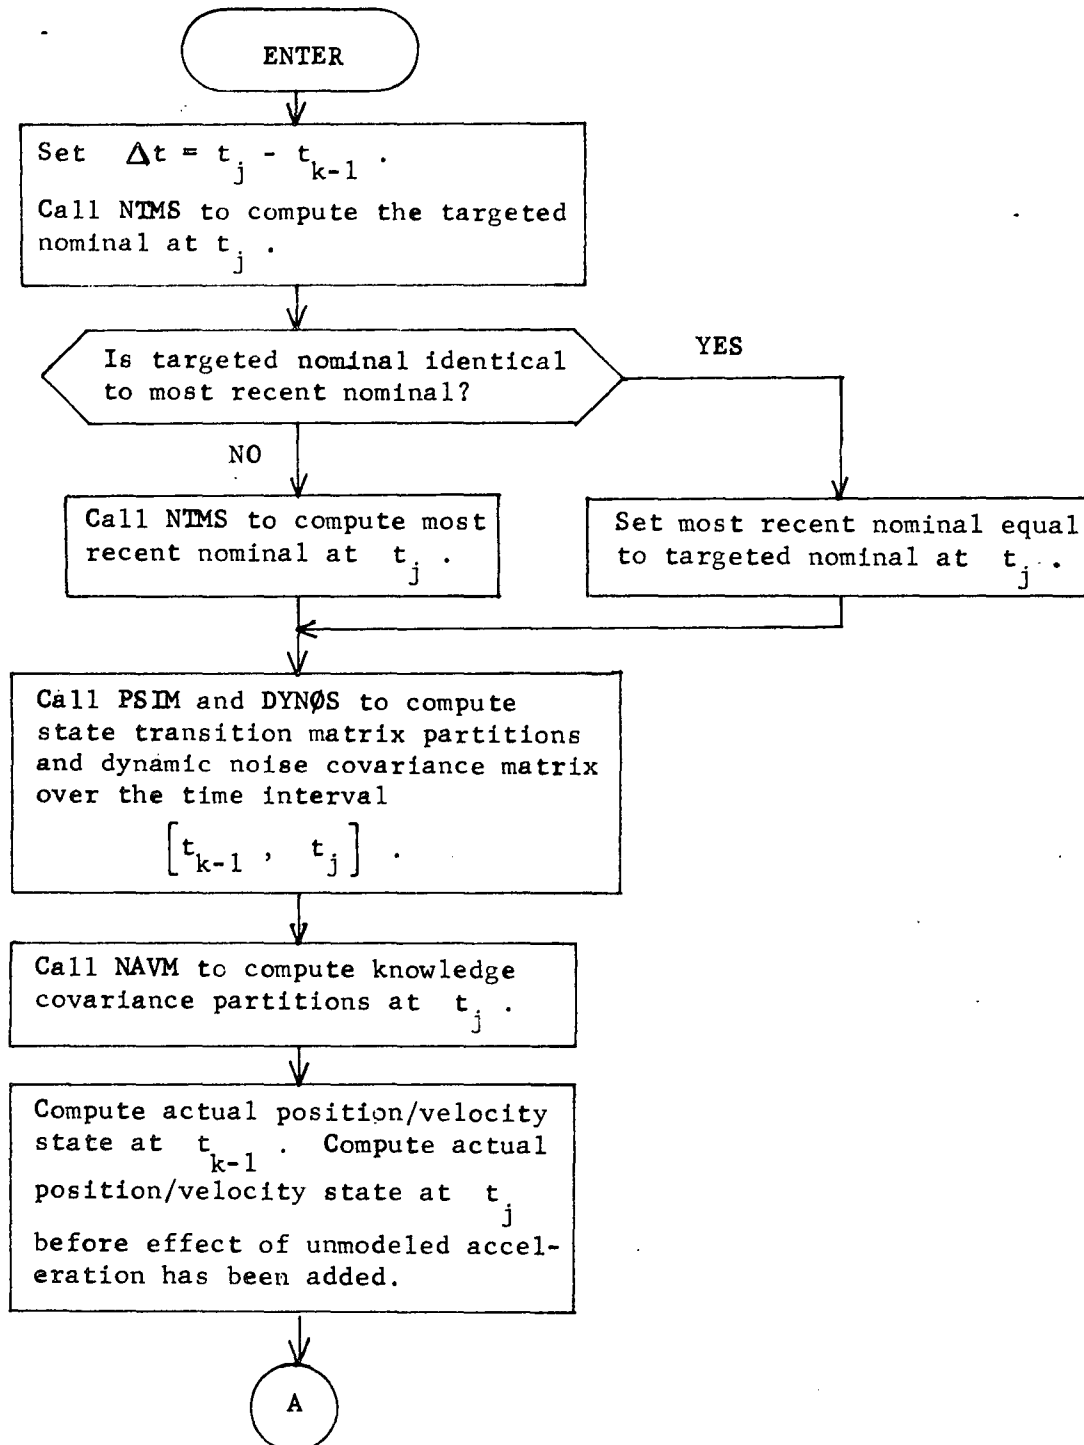 ENTER
Set Δt = t_j - t_{k-1} .
Call NTMS to compute the targeted
nominal at t_j .
Is targeted nominal identical
to most recent nominal?
YES
NO
Call NTMS to compute most
recent nominal at t_j .
Set most recent nominal equal
to targeted nominal at t_j .
Call PSIM and DYNØS to compute
state transition matrix partitions
and dynamic noise covariance matrix
over the time interval
[t_{k-1} , t_j] .
Call NAVM to compute knowledge
covariance partitions at t_j .
Compute actual position/velocity
state at t_{k-1} . Compute actual
position/velocity state at t_j
before effect of unmodeled accel-
eration has been added.
A